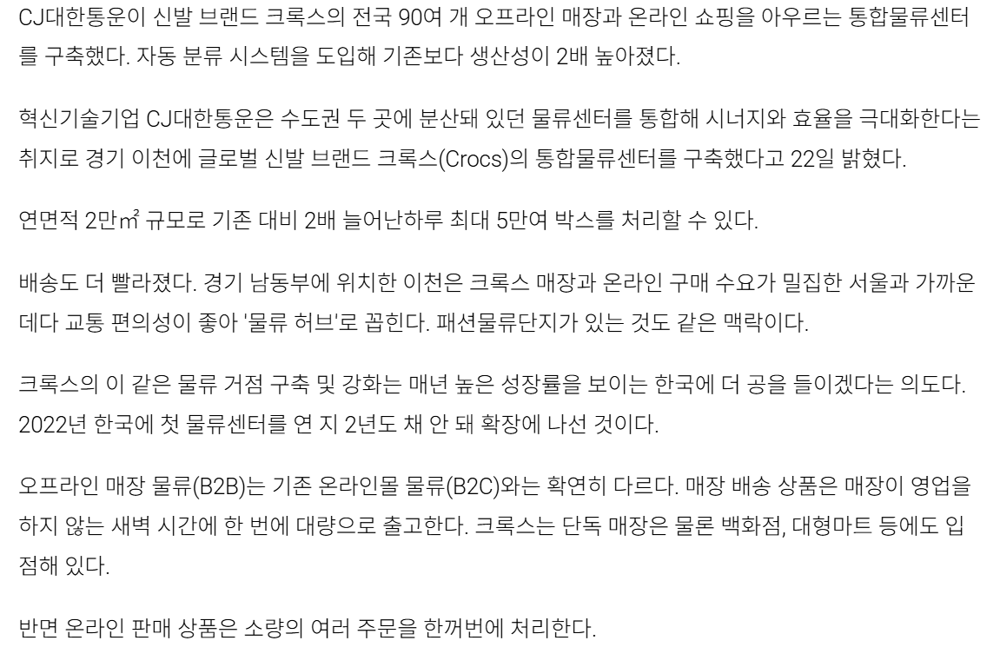 CJ대한통운이 신발 브랜드 크록스의 전국 90여 개 오프라인 매장과 온라인 쇼핑을 아우르는 통합물류센터
를 구축했다. 자동 분류 시스템을 도입해 기존보다 생산성이 2배 높아졌다.
혁신기술기업 CJ대한통운은 수도권 두 곳에 분산돼 있던 물류센터를 통합해 시너지와 효율을 극대화한다는
취지로 경기 이천에 글로벌 신발 브랜드 크록스(Crocs)의 통합물류센터를 구축했다고 22일 밝혔다.
연면적 2만㎡ 규모로 기존 대비 2배 늘어난하루 최대 5만여 박스를 처리할 수 있다.
배송도 더 빨라졌다. 경기 남동부에 위치한 이천은 크록스 매장과 온라인 구매 수요가 밀집한 서울과 가까운
데다 교통 편의성이 좋아 '물류 허브'로 꼽힌다. 패션물류단지가 있는 것도 같은 맥락이다.
크록스의 이 같은 물류 거점 구축 및 강화는 매년 높은 성장률을 보이는 한국에 더 공을 들이겠다는 의도다.
2022년 한국에 첫 물류센터를 연 지 2년도 채 안 돼 확장에 나선 것이다.
오프라인 매장 물류(B2B)는 기존 온라인몰 물류(B2C)와는 확연히 다르다. 매장 배송 상품은 매장이 영업을
하지 않는 새벽 시간에 한 번에 대량으로 출고한다. 크록스는 단독 매장은 물론 백화점, 대형마트 등에도 입
점해 있다.
반면 온라인 판매 상품은 소량의 여러 주문을 한꺼번에 처리한다.